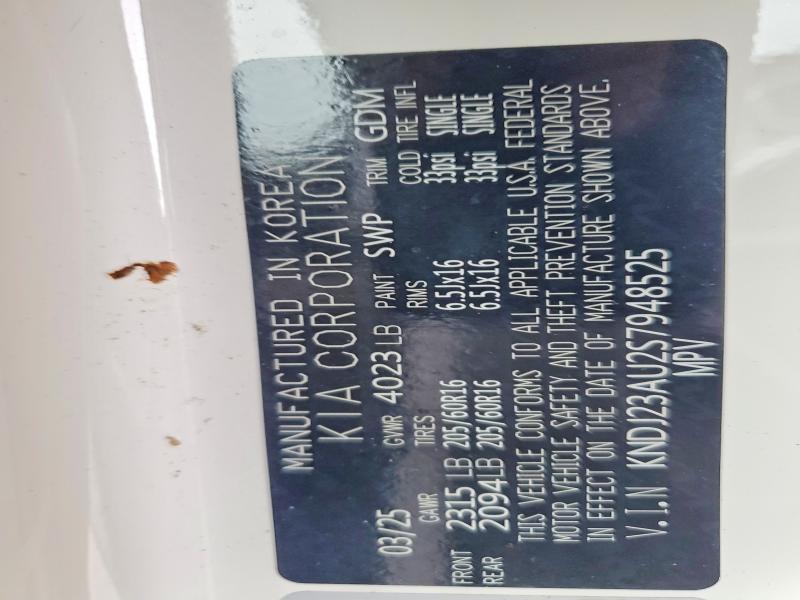 MANUFACTURED IN KOREA
KIA CORPORATION
03/25 GVWR 4023 LB PAINT SWP TRIM GDM
GAWR TIRES RIMS COLD TIRE INFL
FRONT 2315 LB 205/60R16 6.5Jx16 33psi SINGLE
REAR 2094 LB 205/60R16 6.5Jx16 33psi SINGLE
THIS VEHICLE CONFORMS TO ALL APPLICABLE U.S.A. FEDERAL
MOTOR VEHICLE SAFETY AND THEFT PREVENTION STANDARDS
IN EFFECT ON THE DATE OF MANUFACTURE SHOWN ABOVE.
V.I.N KNDJ23AU2S7948525
MPV